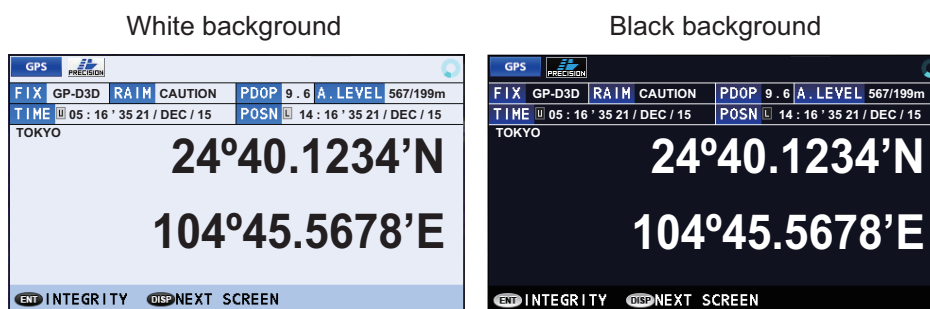 White background
GPS PRECISION
FIX GP-D3D RAIM CAUTION PDOP 9.6 A.LEVEL 567/199m
TIME U 05:16'35 21/DEC/15 POSN L 14:16'35 21/DEC/15
TOKYO
24º40.1234’N
104º45.5678’E
ENT INTEGRITY DISP NEXT SCREEN
Black background
GPS PRECISION
FIX GP-D3D RAIM CAUTION PDOP 9.6 A.LEVEL 567/199m
TIME U 05:16'35 21/DEC/15 POSN L 14:16'35 21/DEC/15
TOKYO
24º40.1234’N
104º45.5678’E
ENT INTEGRITY DISP NEXT SCREEN